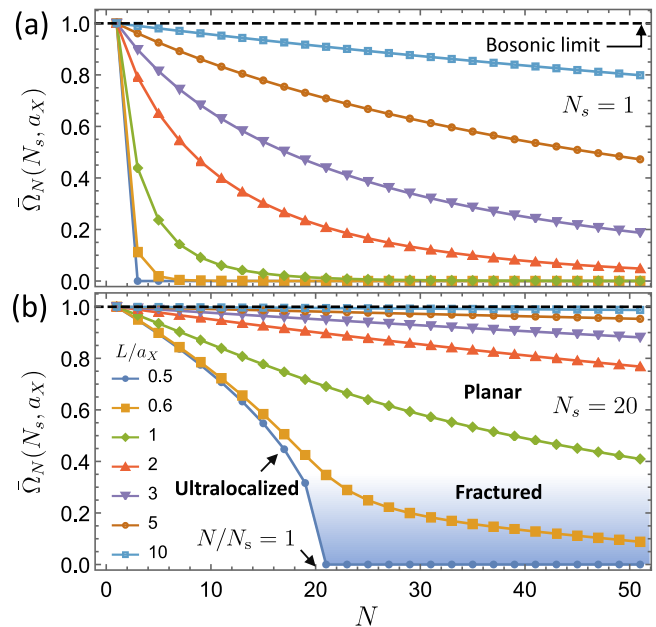 (a)
Bosonic limit
N_s = 1
Ω̄_N(N_s, a_X)
1.0
0.8
0.6
0.4
0.2
0.0
(b)
L/a_X
0.5
0.6
1
2
3
5
10
Planar
N_s = 20
Ultralocalized
Fractured
N/N_s = 1
Ω̄_N(N_s, a_X)
1.0
0.8
0.6
0.4
0.2
0.0
0
10
20
30
40
50
N